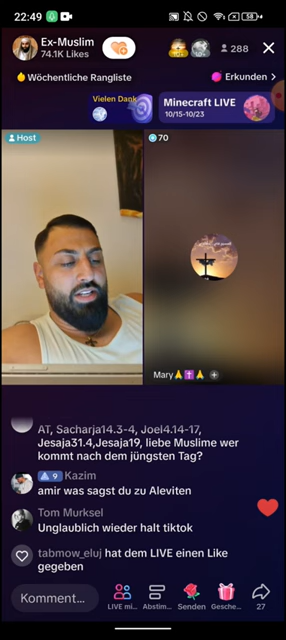 22:49
58
Ex-Muslim
74.1K Likes
288
Wöchentliche Rangliste
Erkunden
Vielen Dank
Minecraft LIVE
10/15-10/23
Host
70
Mary
AT, Sacharja14.3-4, Joel4.14-17,
Jesaja31.4,Jesaja19, liebe Muslime wer
kommt nach dem jüngsten Tag?
9 Kazim
amir was sagst du zu Aleviten
Tom Murksel
Unglaublich wieder halt tiktok
tabmow_eluj hat dem LIVE einen Like
gegeben
Komment...
LIVE mi...
Abstim...
Senden
Gesche...
27